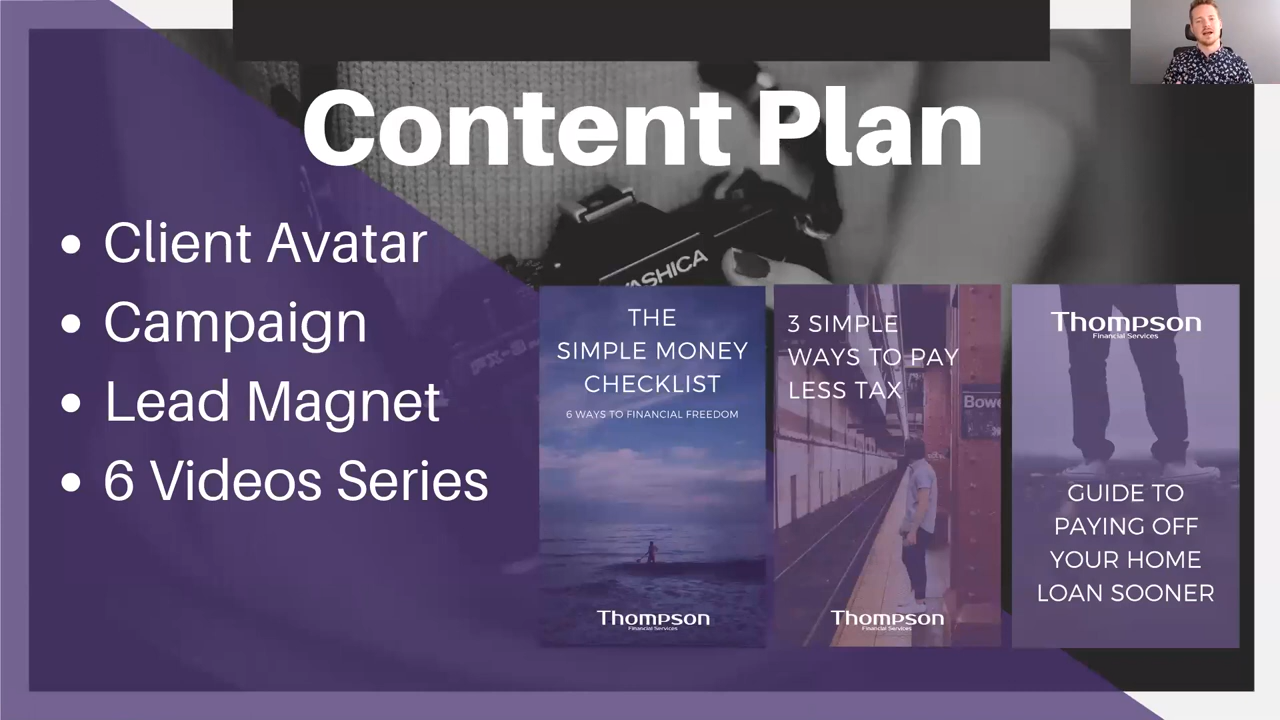 Content Plan
• Client Avatar
• Campaign
• Lead Magnet
• 6 Videos Series
YASHICA
FX-3
THE
SIMPLE MONEY
CHECKLIST
6 WAYS TO FINANCIAL FREEDOM
Thompson
Financial Services
3 SIMPLE
WAYS TO PAY
LESS TAX
Bowe
Thompson
Financial Services
Thompson
Financial Services
GUIDE TO
PAYING OFF
YOUR HOME
LOAN SOONER